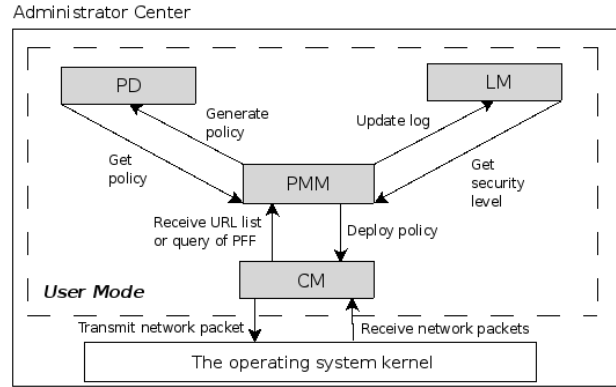 Administrator Center
PD
LM
Generate
policy
Update log
Get
policy
PMM
Get
security
level
Receive URL list
or query of PFF
Deploy policy
CM
User Mode
Transmit network packet
Receive network packets
The operating system kernel